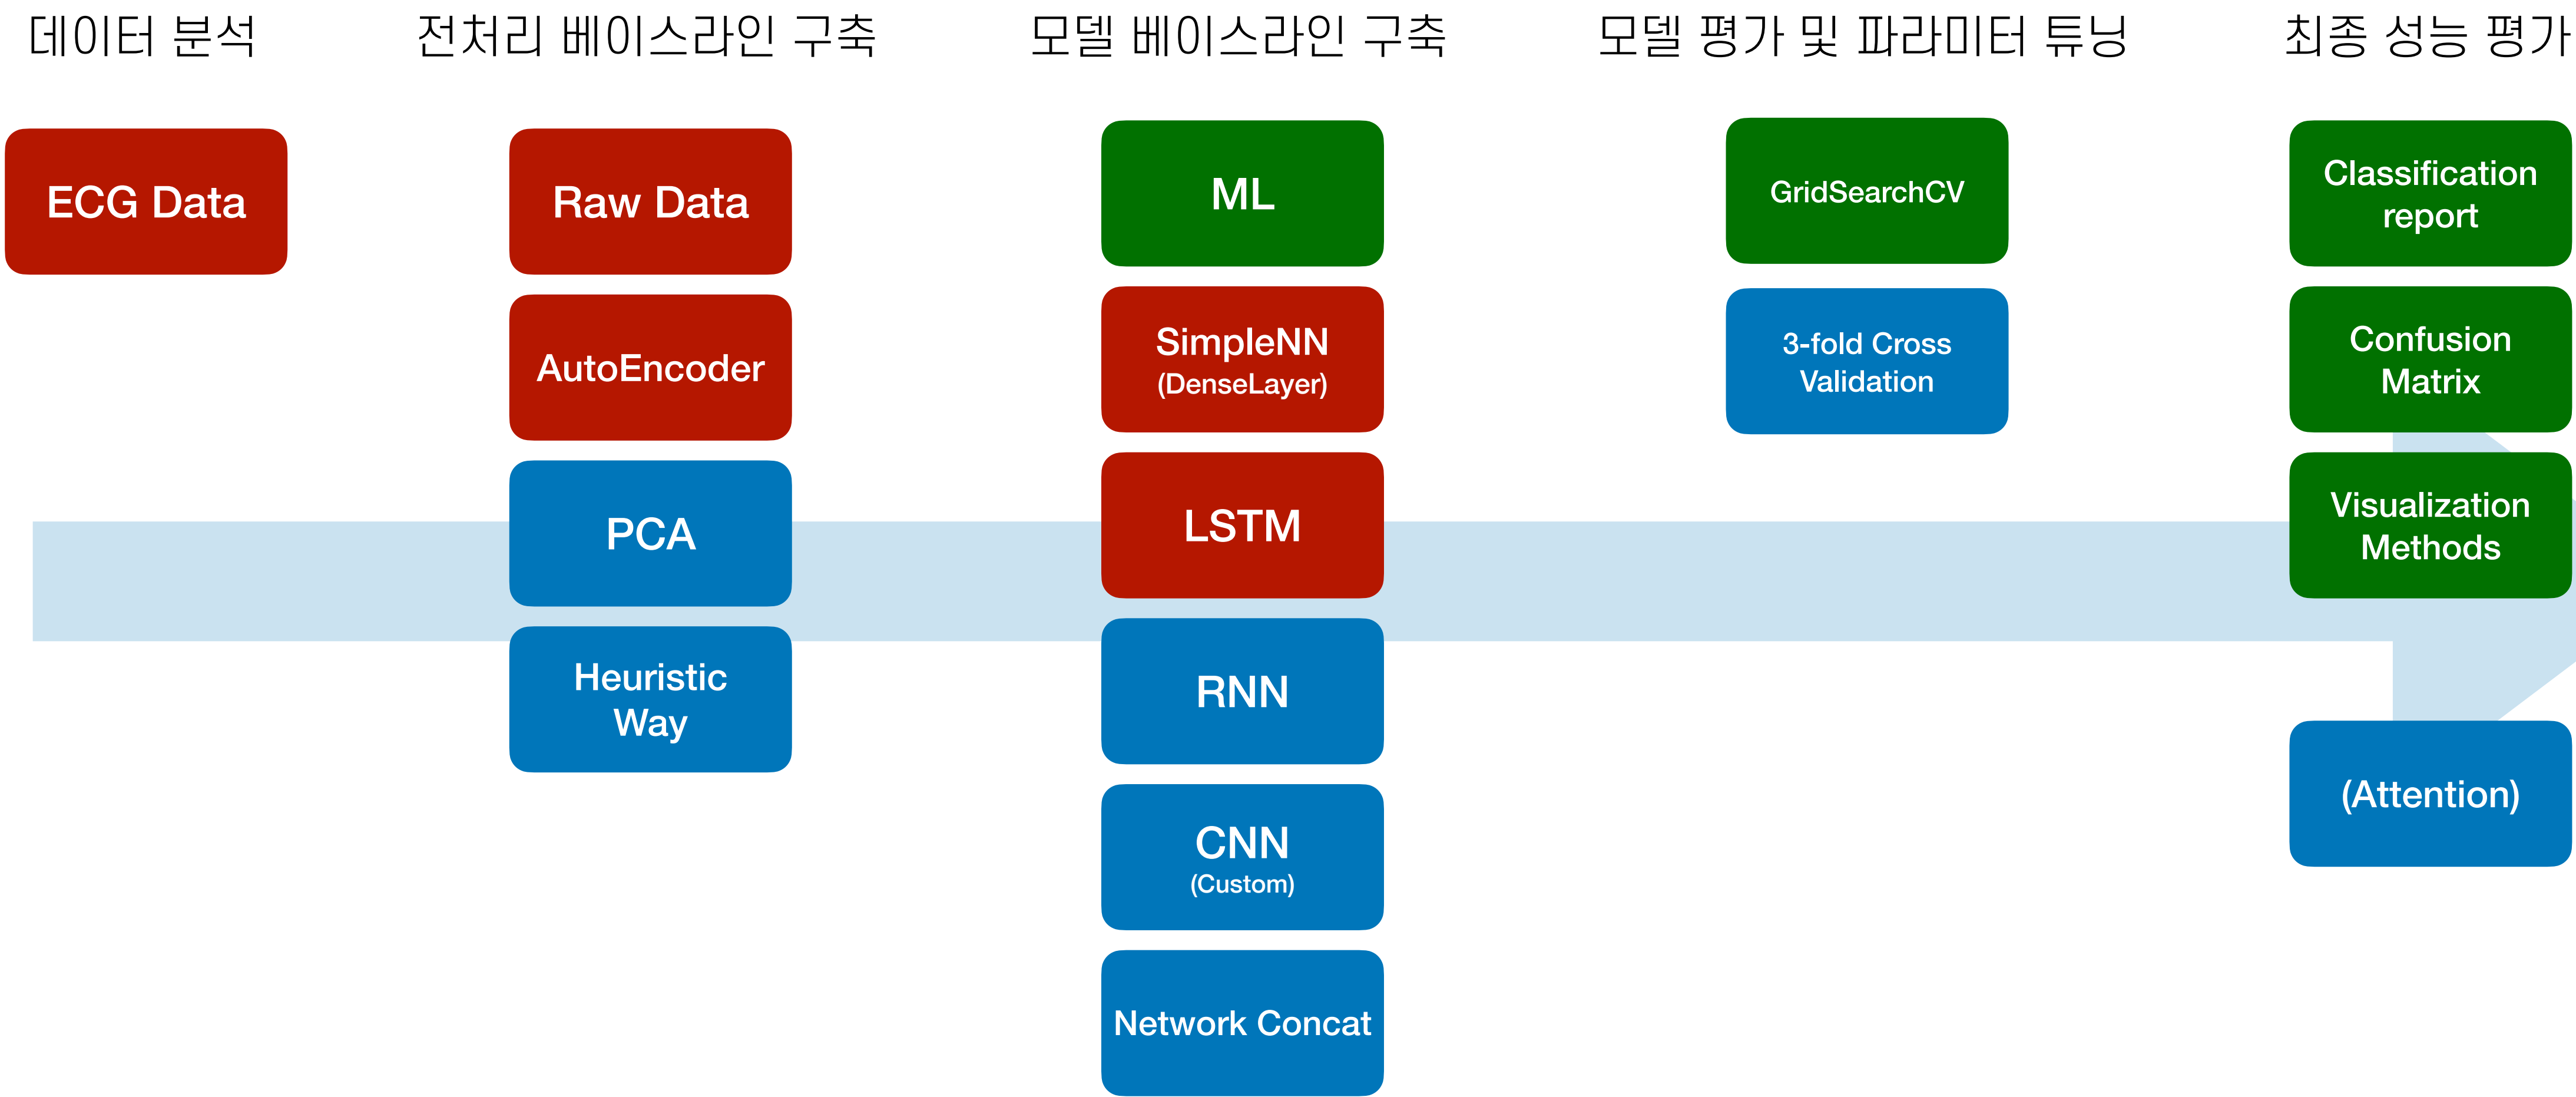 데이터 분석
전처리 베이스라인 구축
모델 베이스라인 구축
모델 평가 및 파라미터 튜닝
최종 성능 평가
ECG Data
Raw Data
AutoEncoder
PCA
Heuristic
Way
ML
SimpleNN
(DenseLayer)
LSTM
RNN
CNN
(Custom)
Network Concat
GridSearchCV
3-fold Cross
Validation
Classification
report
Confusion
Matrix
Visualization
Methods
(Attention)